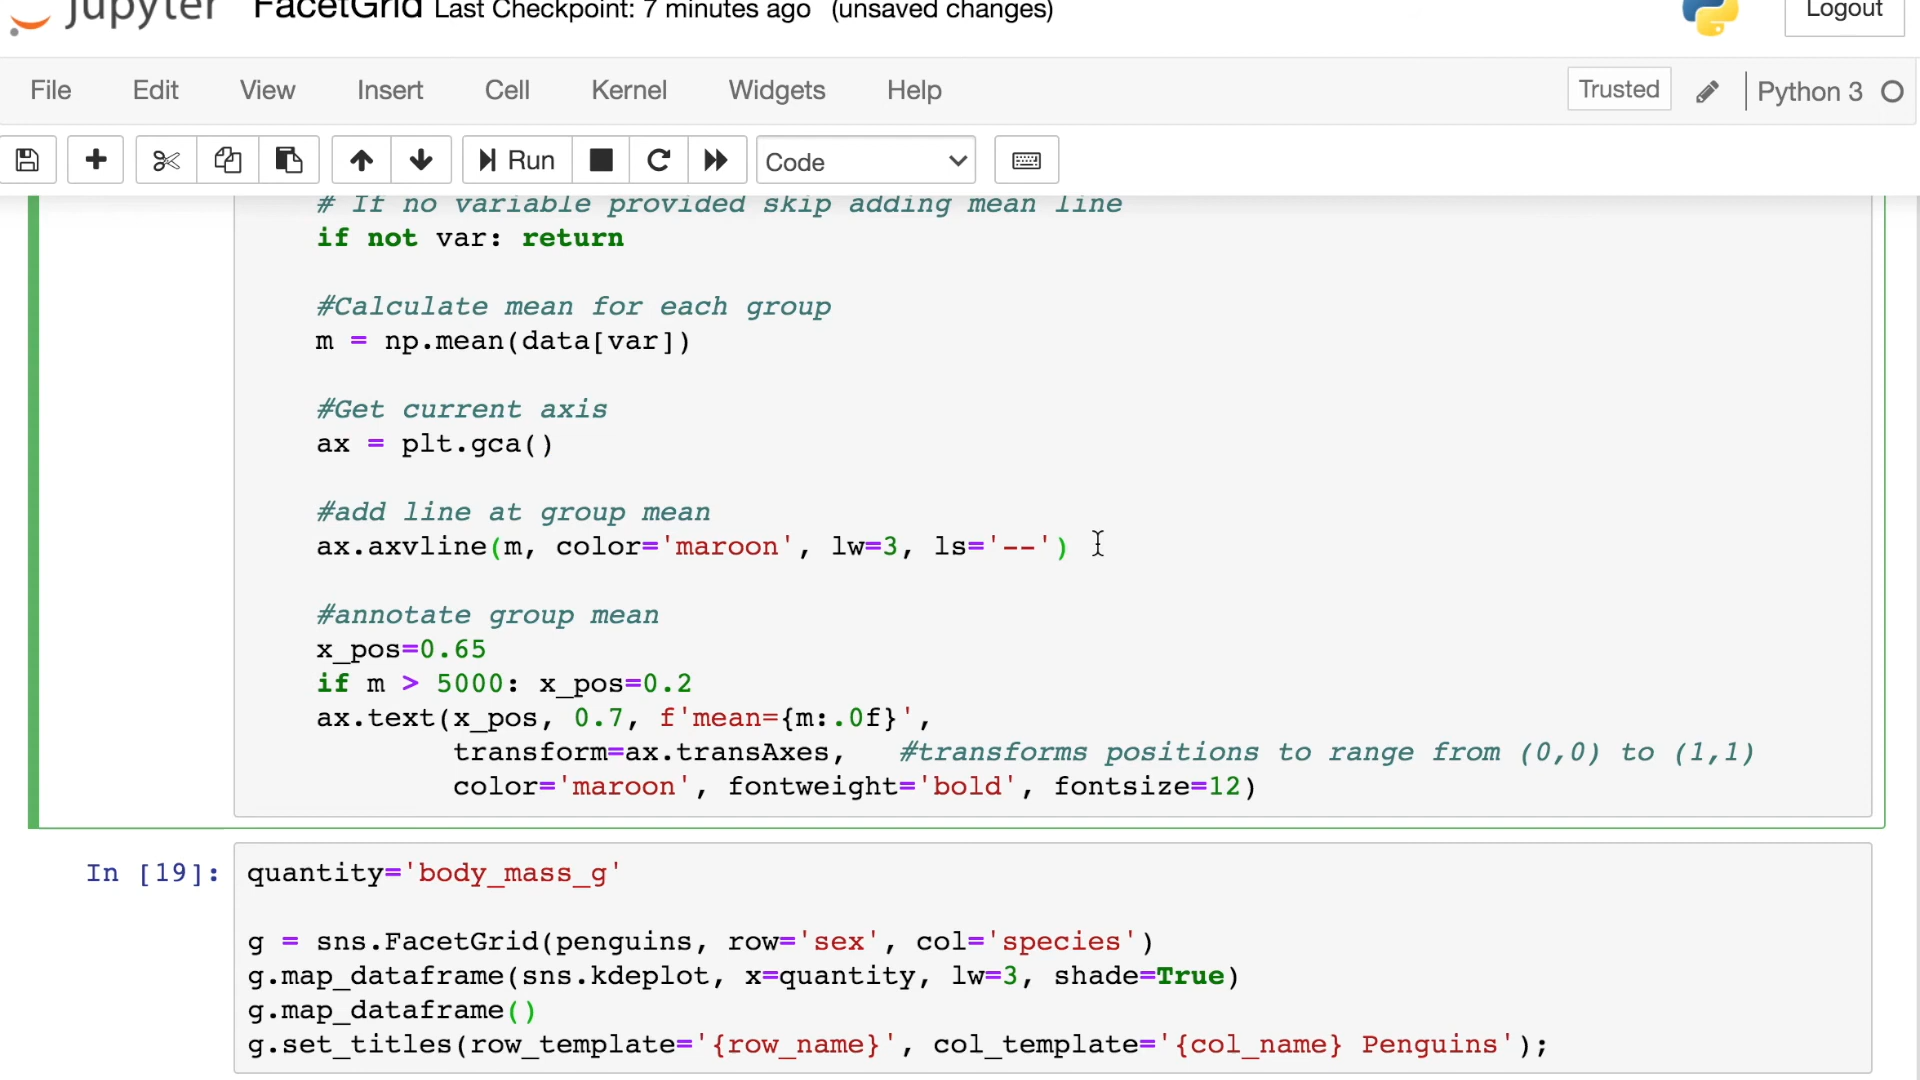 jupyter FacetGrid Last Checkpoint: 7 minutes ago (unsaved changes) Logout
File Edit View Insert Cell Kernel Widgets Help Trusted Python 3
Run Code
# If no variable provided skip adding mean line
if not var: return
#Calculate mean for each group
m = np.mean(data[var])
#Get current axis
ax = plt.gca()
#add line at group mean
ax.axvline(m, color='maroon', lw=3, ls='--')
#annotate group mean
x_pos=0.65
if m > 5000: x_pos=0.2
ax.text(x_pos, 0.7, f'mean={m:.0f}',
transform=ax.transAxes, #transforms positions to range from (0,0) to (1,1)
color='maroon', fontweight='bold', fontsize=12)
In [19]: quantity='body_mass_g'
g = sns.FacetGrid(penguins, row='sex', col='species')
g.map_dataframe(sns.kdeplot, x=quantity, lw=3, shade=True)
g.map_dataframe()
g.set_titles(row_template='{row_name}', col_template='{col_name} Penguins');